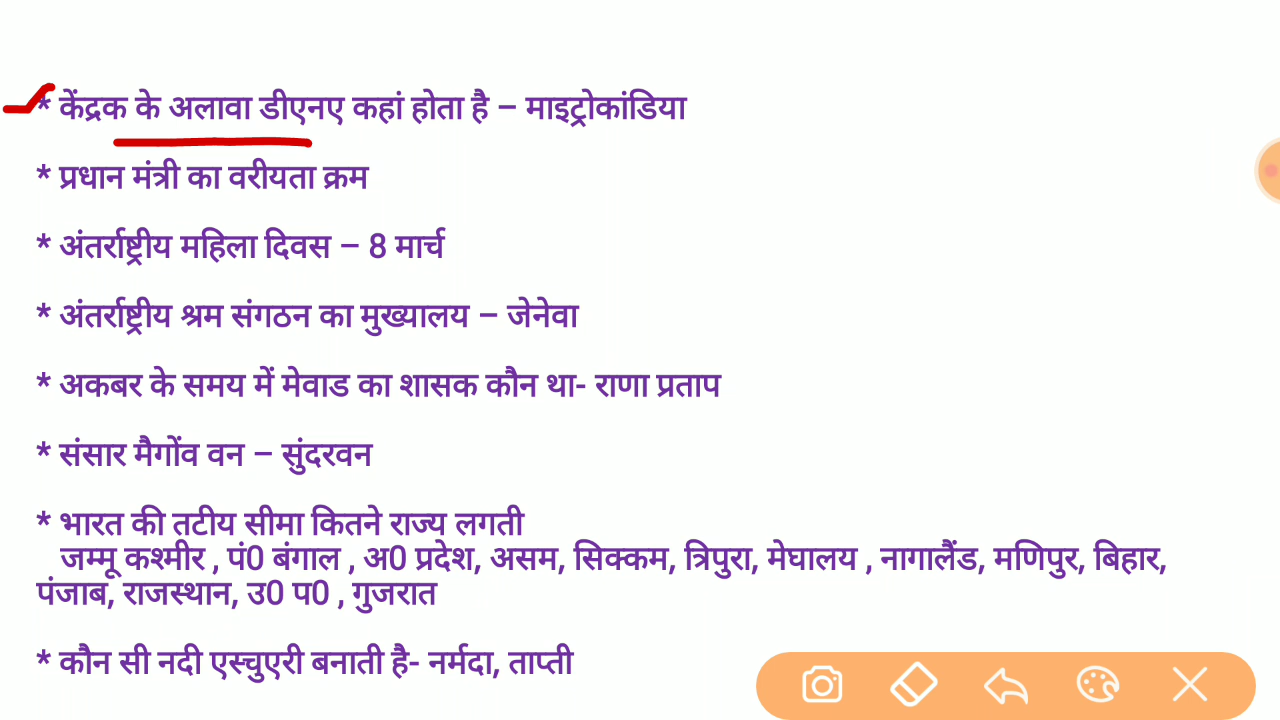 * केंद्रक के अलावा डीएनए कहां होता है – माइट्रोकांडिया
* प्रधान मंत्री का वरीयता क्रम
* अंतर्राष्ट्रीय महिला दिवस – 8 मार्च
* अंतर्राष्ट्रीय श्रम संगठन का मुख्यालय – जेनेवा
* अकबर के समय में मेवाड का शासक कौन था- राणा प्रताप
* संसार मैगोंव वन – सुंदरवन
* भारत की तटीय सीमा कितने राज्य लगती
जम्मू कश्मीर , पं0 बंगाल , अ0 प्रदेश, असम, सिक्कम, त्रिपुरा, मेघालय , नागालैंड, मणिपुर, बिहार,
पंजाब, राजस्थान, उ0 प0 , गुजरात
* कौन सी नदी एस्चुएरी बनाती है- नर्मदा, ताप्ती